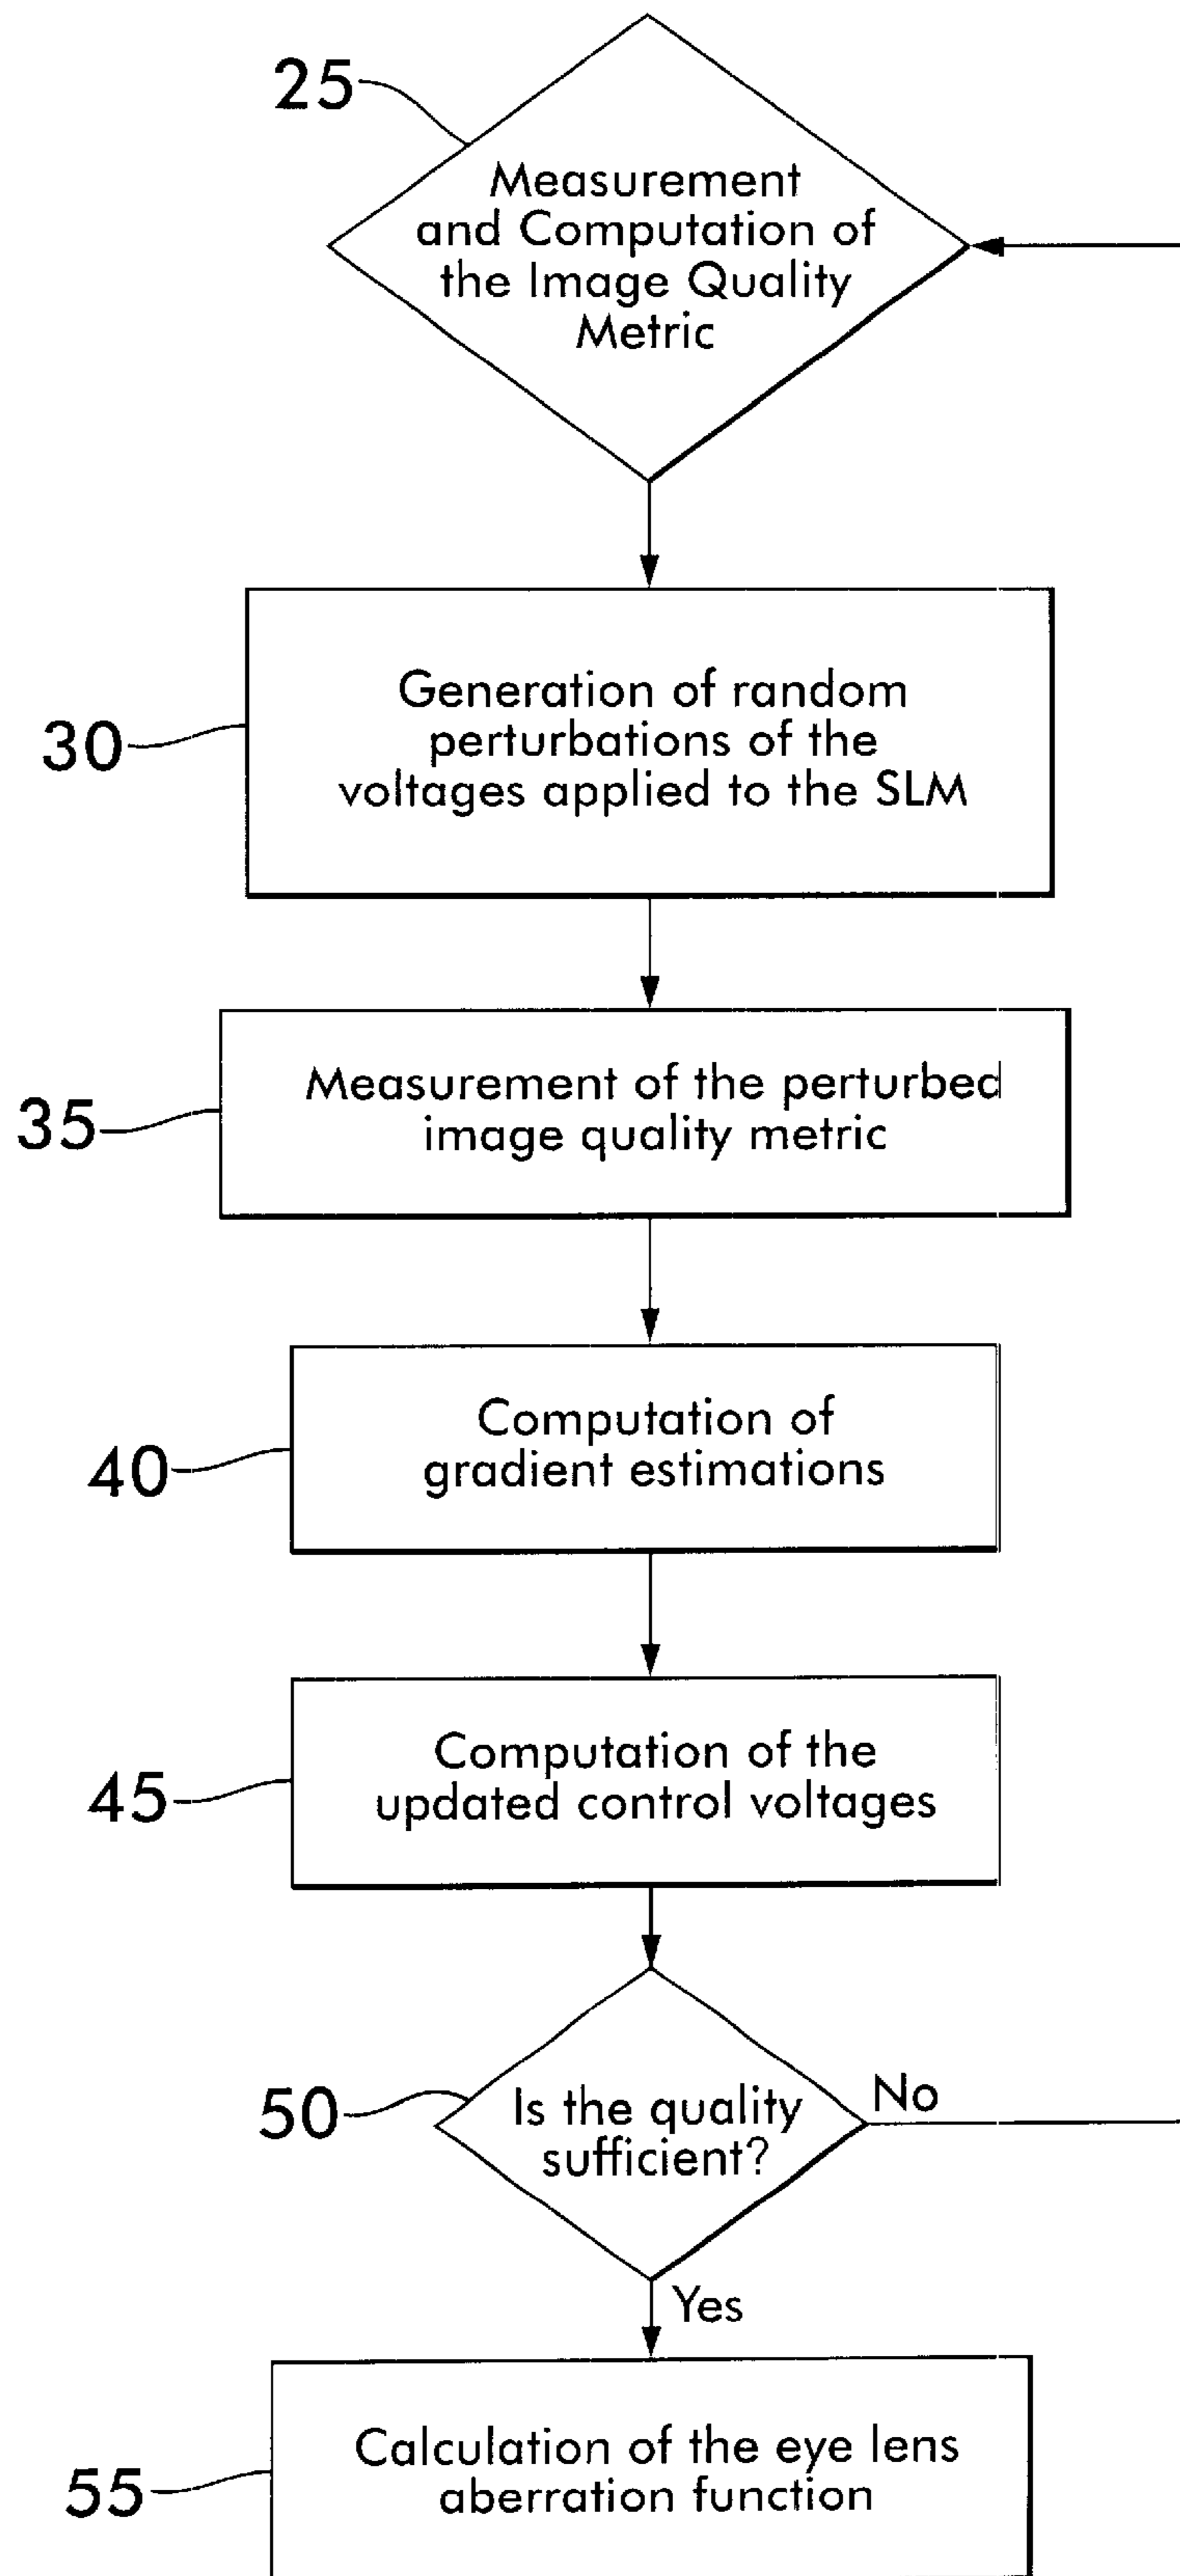 25
Measurement
and Computation of
the Image Quality
Metric
30
Generation of random
perturbations of the
voltages applied to the SLM
35
Measurement of the perturbed
image quality metric
40
Computation of
gradient estimations
45
Computation of the
updated control voltages
50
Is the quality
sufficient?
No
Yes
55
Calculation of the eye lens
aberration function